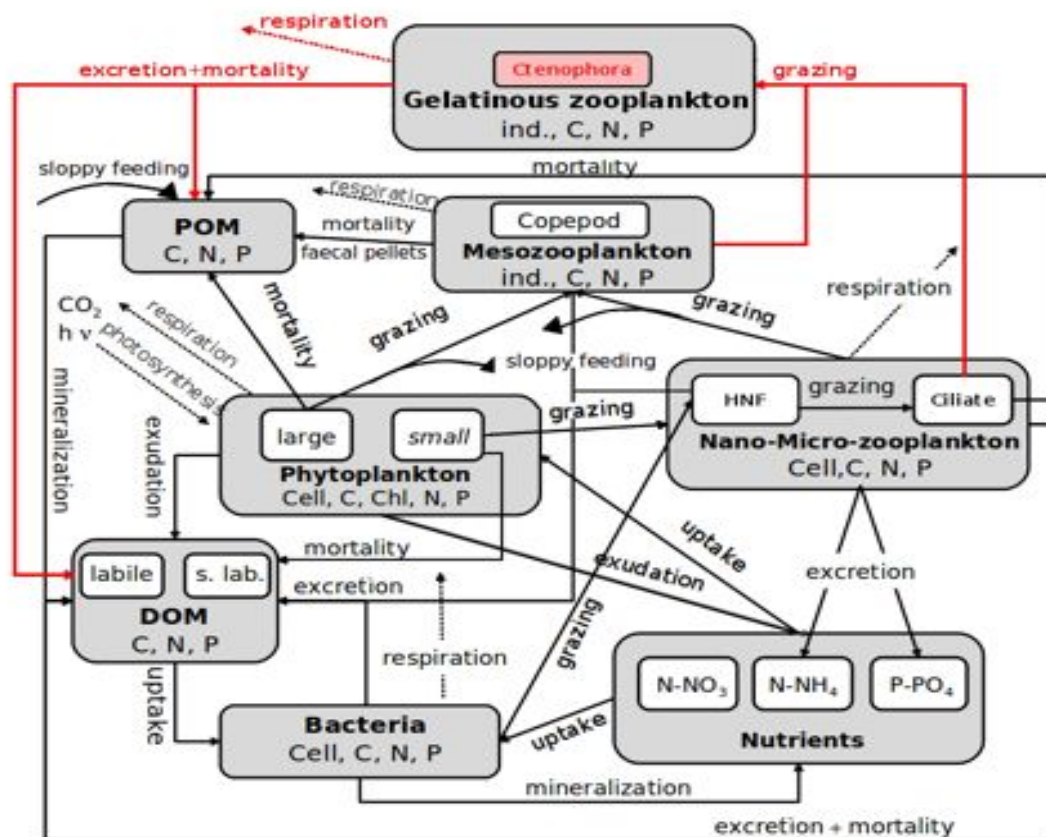 respiration
Ctenophora
excretion+mortality
grazing
Gelatinous zooplankton
ind., C, N, P
sloppy feeding
mortality
respiration
POM
C, N, P
mortality
faecal pellets
Copepod
Mesozooplankton
ind., C, N, P
CO₂
h ν
photosynthesis
respiration
mortality
grazing
grazing
sloppy feeding
respiration
mineralization
exudation
large
small
Phytoplankton
Cell, C, Chl, N, P
grazing
HNF
grazing
Ciliate
Nano-Micro-zooplankton
Cell,C, N, P
labile
s. lab.
DOM
C, N, P
mortality
excretion
uptake
exudation
excretion
grazing
respiration
uptake
Bacteria
Cell, C, N, P
uptake
N-NO₃
N-NH₄
P-PO₄
Nutrients
mineralization
excretion + mortality